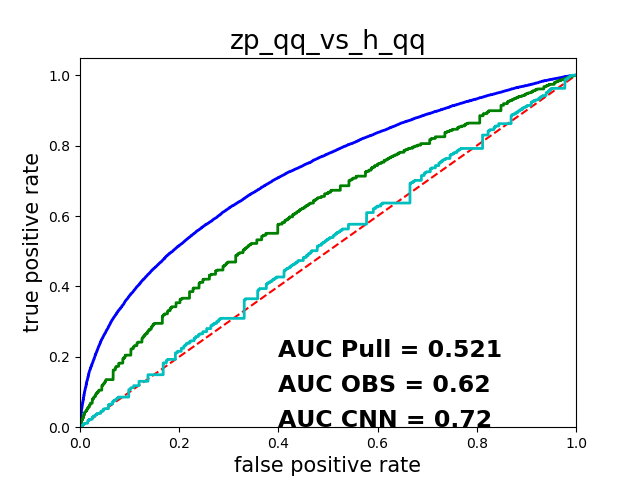 zp_qq_vs_h_qq
true positive rate
1.0
0.8
0.6
0.4
0.2
0.0
AUC Pull = 0.521
AUC OBS = 0.62
AUC CNN = 0.72
0.0 0.2 0.4 0.6 0.8 1.0
false positive rate